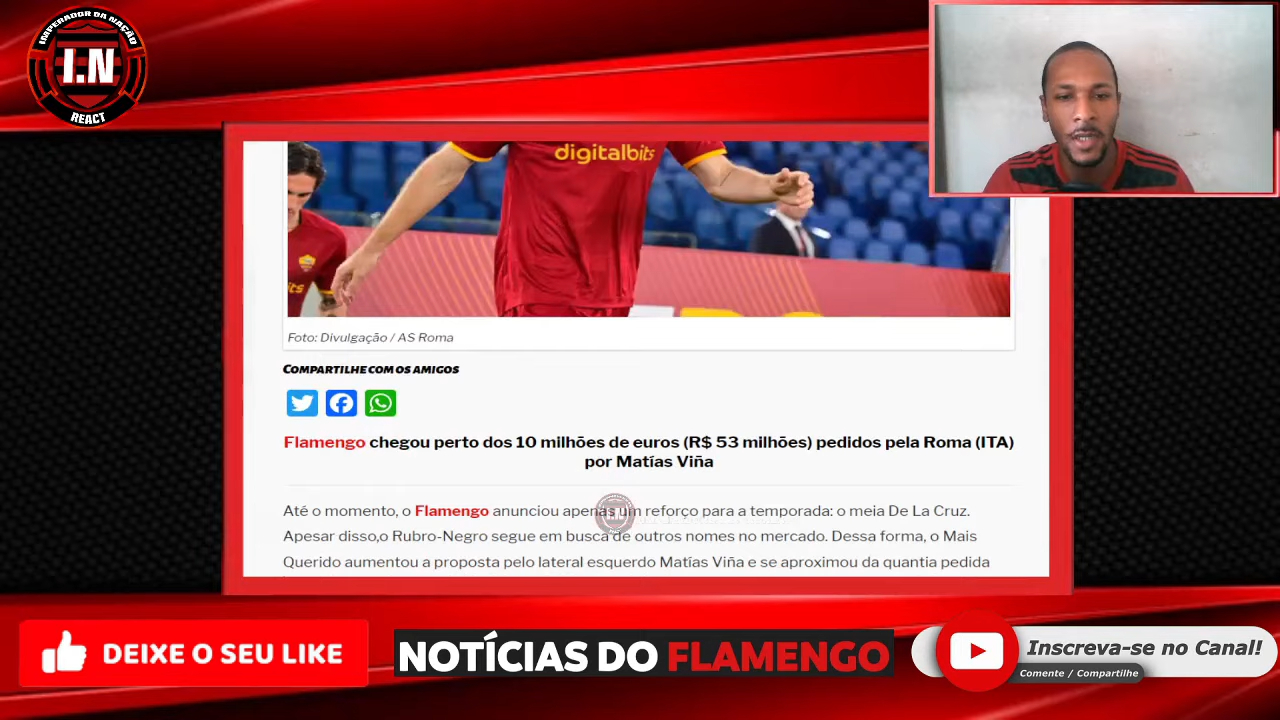 IMPERADOR DA NAÇÃO
I.N
REACT
digitalbits
Foto: Divulgação / AS Roma
COMPARTILHE COM OS AMIGOS
Flamengo chegou perto dos 10 milhões de euros (R$ 53 milhões) pedidos pela Roma (ITA)
por Matías Viña
Até o momento, o Flamengo anunciou apenas um reforço para a temporada: o meia De La Cruz.
Apesar disso,o Rubro-Negro segue em busca de outros nomes no mercado. Dessa forma, o Mais
Querido aumentou a proposta pelo lateral esquerdo Matías Viña e se aproximou da quantia pedida
DEIXE O SEU LIKE
NOTÍCIAS DO FLAMENGO
Inscreva-se no Canal!
Comente / Compartilhe